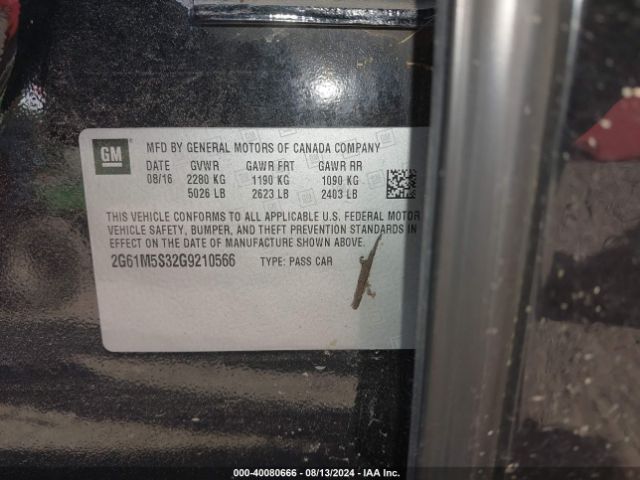 GM
MFD BY GENERAL MOTORS OF CANADA COMPANY
DATE GVWR GAWR FRT GAWR RR
08/16 2280 KG 1190 KG 1090 KG
5026 LB 2623 LB 2403 LB
THIS VEHICLE CONFORMS TO ALL APPLICABLE U.S. FEDERAL MOTOR
VEHICLE SAFETY, BUMPER, AND THEFT PREVENTION STANDARDS IN
EFFECT ON THE DATE OF MANUFACTURE SHOWN ABOVE.
2G61M5S32G9210566 TYPE: PASS CAR
000-40080666 - 08/13/2024 - IAA Inc.